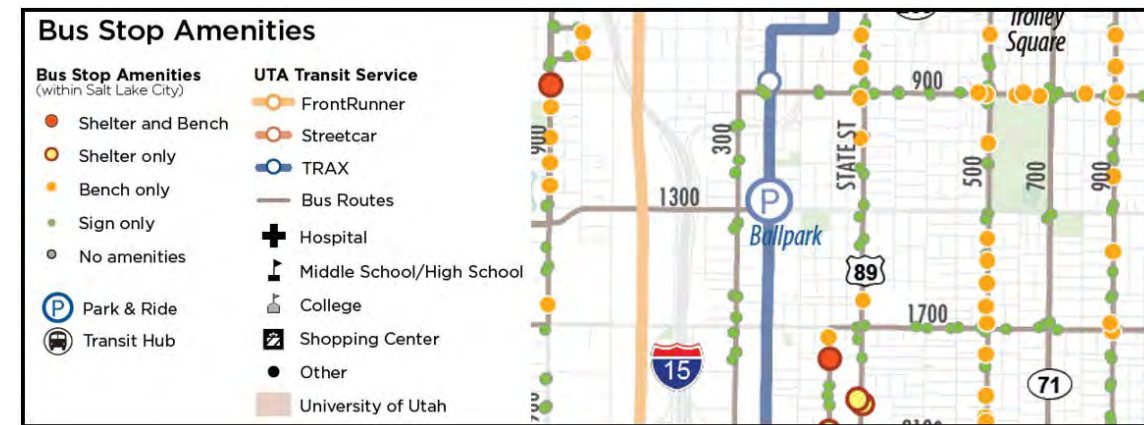 Bus Stop Amenities
Bus Stop Amenities
(within Salt Lake City)
Shelter and Bench
Shelter only
Bench only
Sign only
No amenities
P Park & Ride
Transit Hub
UTA Transit Service
FrontRunner
Streetcar
TRAX
Bus Routes
Hospital
Middle School/High School
College
Shopping Center
Other
University of Utah
Trolley
Square
900
900
300
STATE ST
500
700
900
1300
P
Ballpark
89
1700
15
71